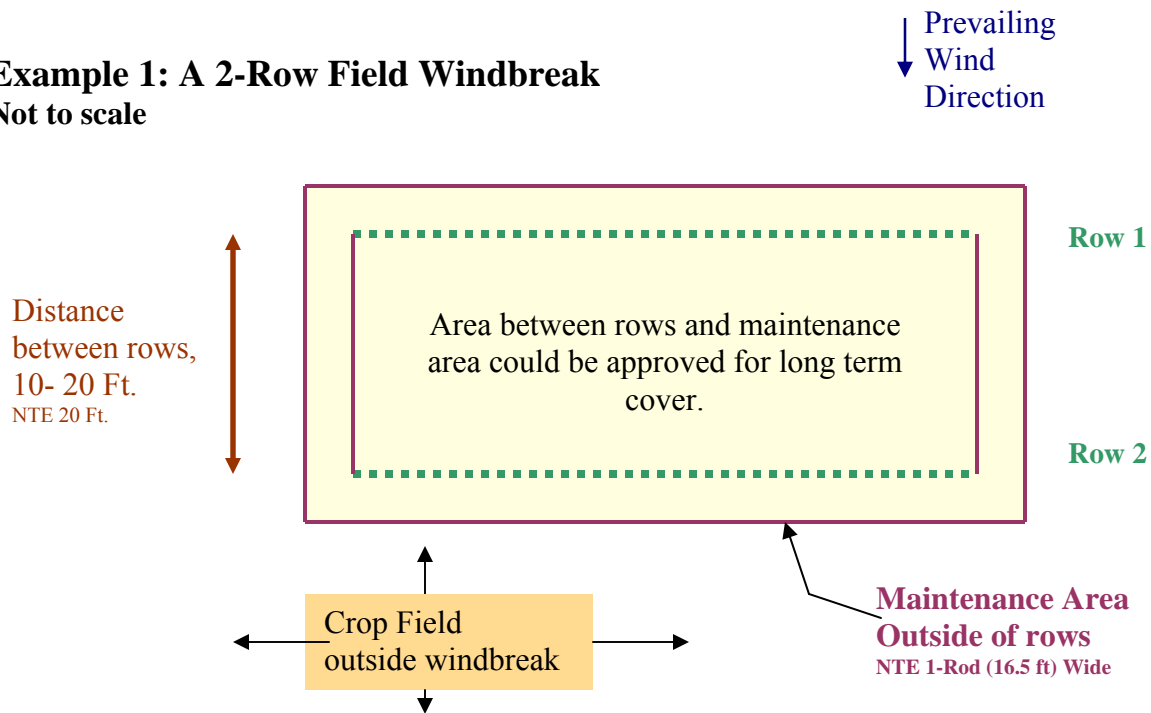 Prevailing
Wind
Direction
Example 1: A 2-Row Field Windbreak
Not to scale
Row 1
Distance
between rows,
10- 20 Ft.
NTE 20 Ft.
Area between rows and maintenance
area could be approved for long term
cover.
Row 2
Crop Field
outside windbreak
Maintenance Area
Outside of rows
NTE 1-Rod (16.5 ft) Wide